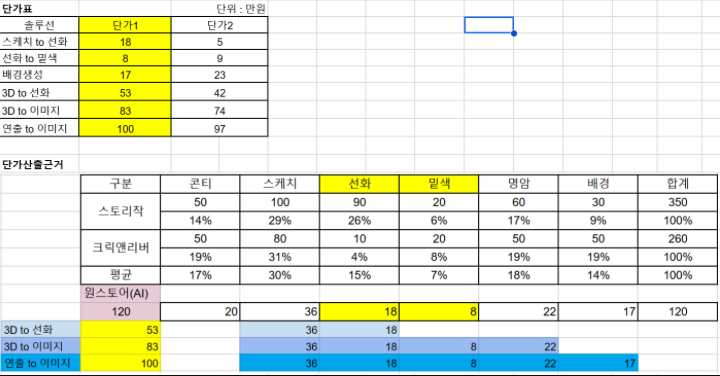 단가표 단위 : 만원
솔루션 단가1 단가2
스케치 to 선화 18 5
선화 to 밑색 8 9
배경생성 17 23
3D to 선화 53 42
3D to 이미지 83 74
연출 to 이미지 100 97
단가산출근거
구분 콘티 스케치 선화 밑색 명암 배경 합계
스토리작 50 100 90 20 60 30 350
14% 29% 26% 6% 17% 9% 100%
크릭앤리버 50 80 10 20 50 50 260
19% 31% 4% 8% 19% 19% 100%
평균 17% 30% 15% 7% 18% 14% 100%
원스토어(AI)
120 20 36 18 8 22 17 120
3D to 선화 53 36 18
3D to 이미지 83 36 18 8 22
연출 to 이미지 100 36 18 8 22 17